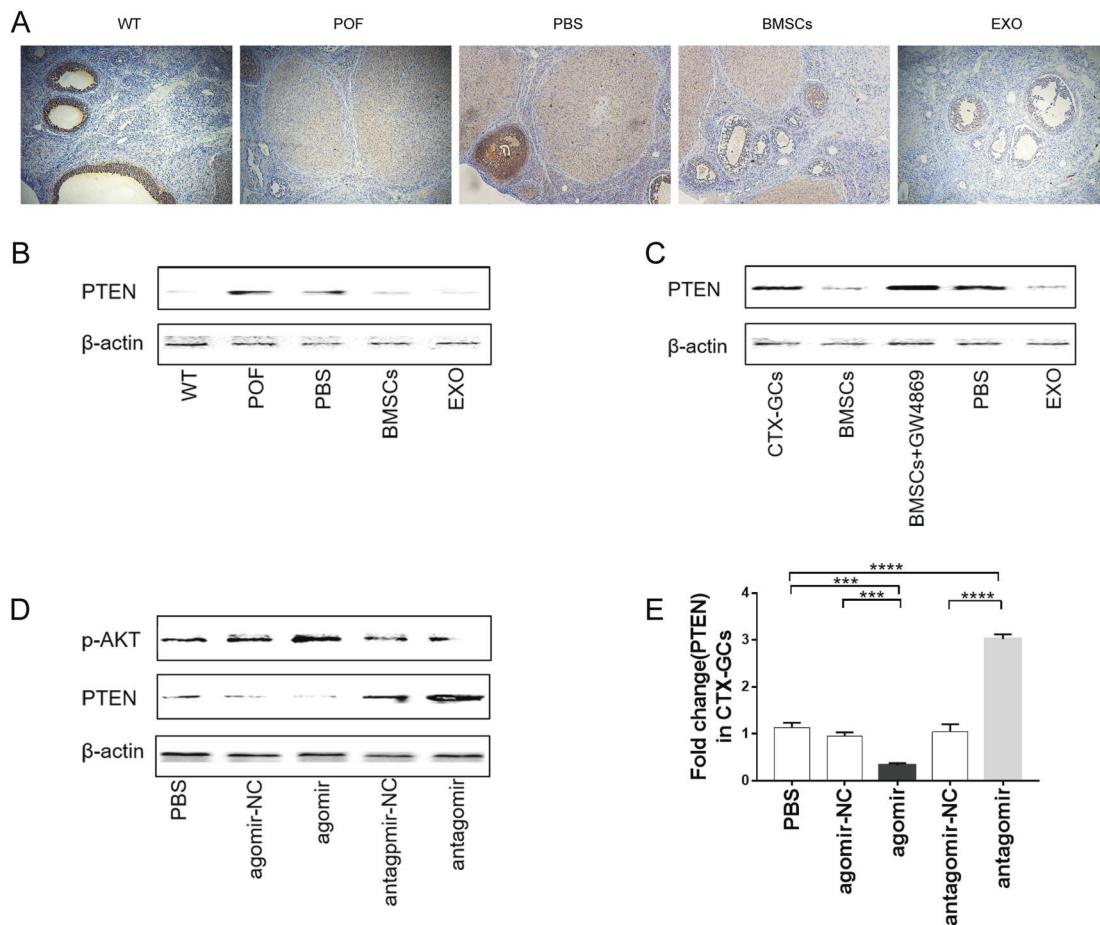 A
WT POF PBS BMSCs EXO
B
PTEN
β-actin
WT POF PBS BMSCs EXO
C
PTEN
β-actin
CTX-GCs BMSCs BMSCs+GW4869 PBS EXO
D
p-AKT
PTEN
β-actin
PBS agomir-NC agomir antagpmir-NC antagomir
E
Fold change(PTEN)
in CTX-GCs
4
3
2
1
0
****
***
*** ****
PBS agomir-NC agomir antagomir-NC antagomir